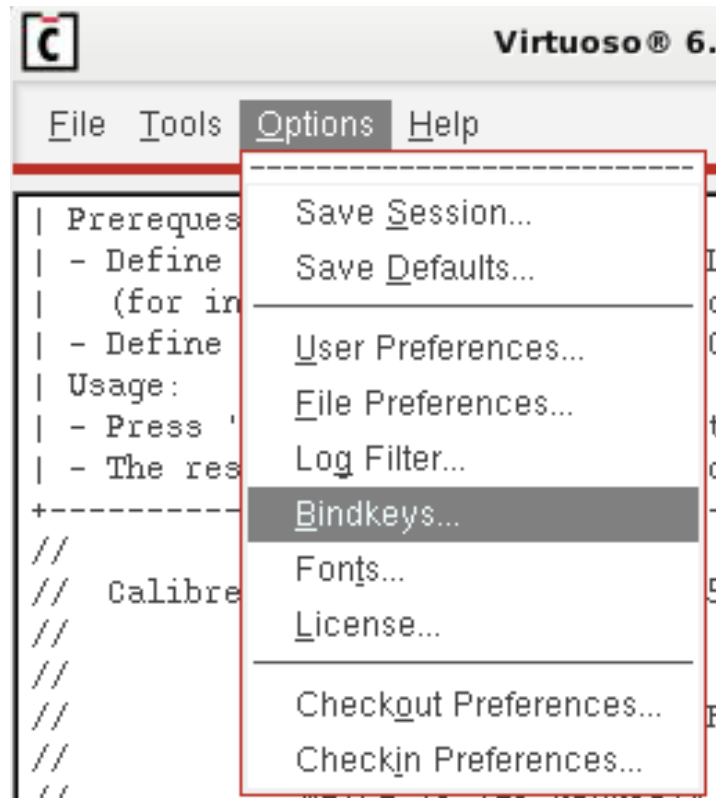 Virtuoso® 6.
File Tools Options Help
Save Session...
Save Defaults...
User Preferences...
File Preferences...
Log Filter...
Bindkeys...
Fonts...
License...
Checkout Preferences...
Checkin Preferences...
| Prereques
| - Define
| (for in
| - Define
| Usage:
| - Press '
| - The res
+----------
//
// Calibre
//
//
//
//
//